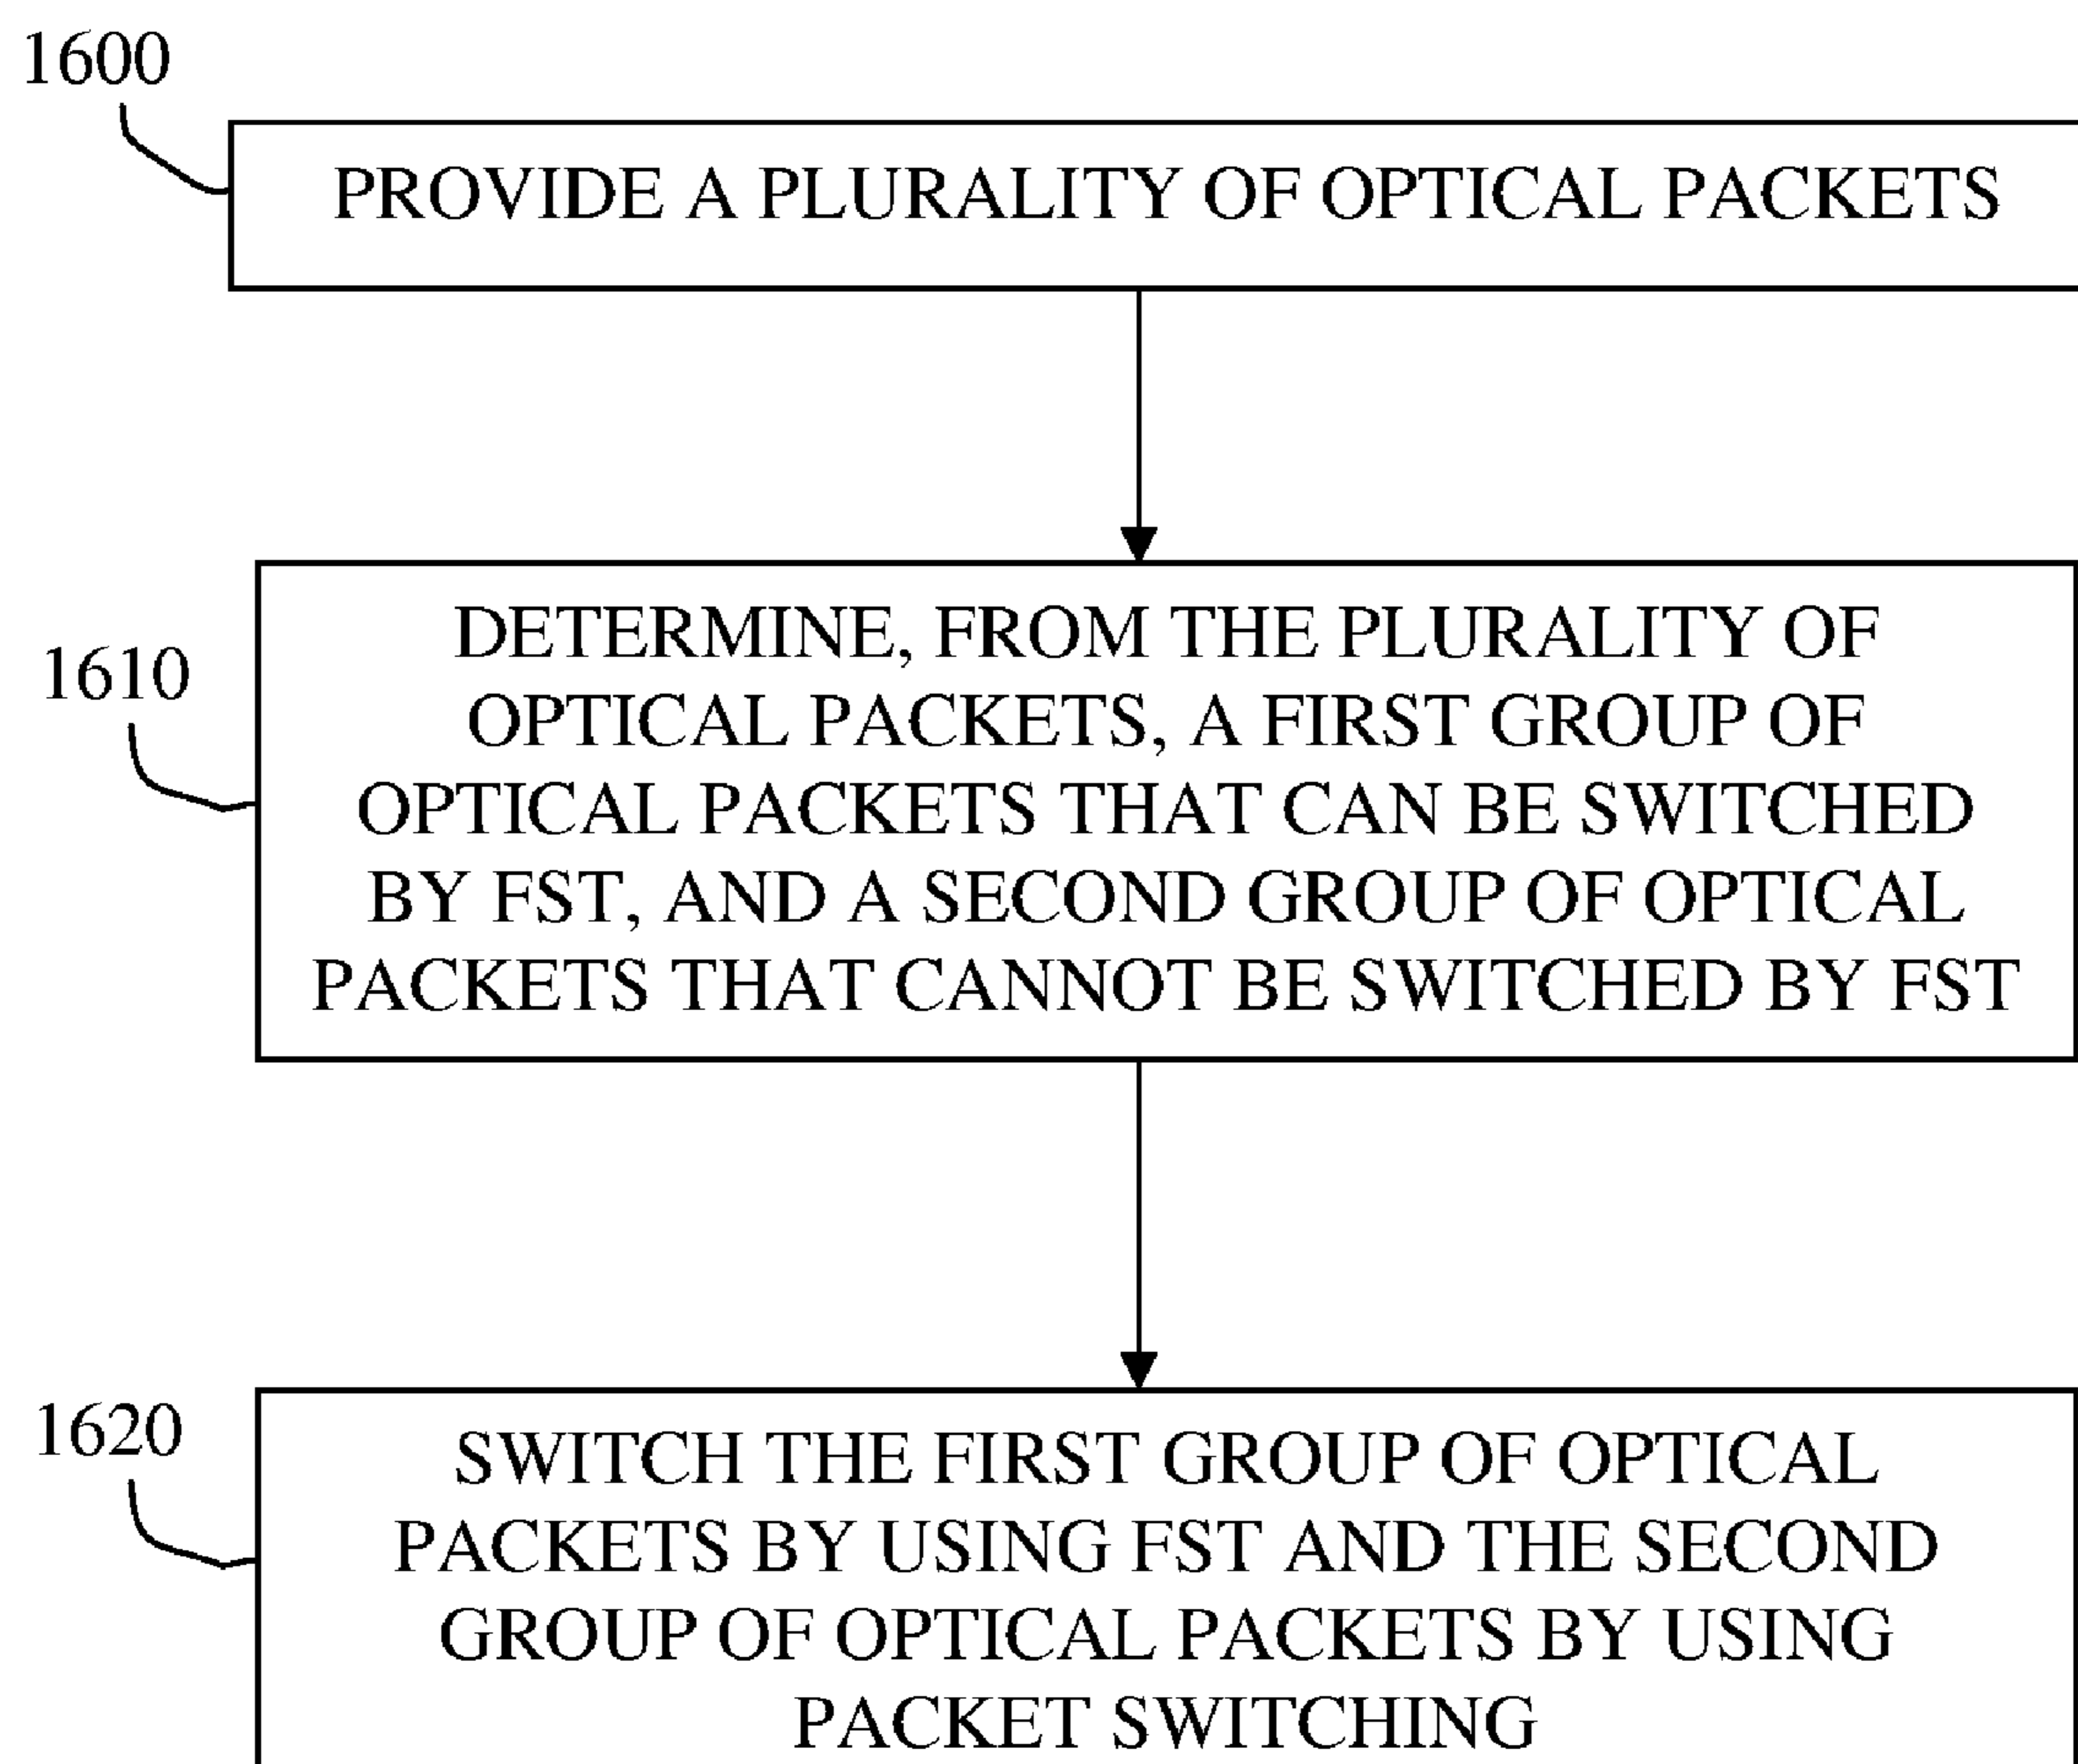 1600
PROVIDE A PLURALITY OF OPTICAL PACKETS
1610
DETERMINE, FROM THE PLURALITY OF
OPTICAL PACKETS, A FIRST GROUP OF
OPTICAL PACKETS THAT CAN BE SWITCHED
BY FST, AND A SECOND GROUP OF OPTICAL
PACKETS THAT CANNOT BE SWITCHED BY FST
1620
SWITCH THE FIRST GROUP OF OPTICAL
PACKETS BY USING FST AND THE SECOND
GROUP OF OPTICAL PACKETS BY USING
PACKET SWITCHING